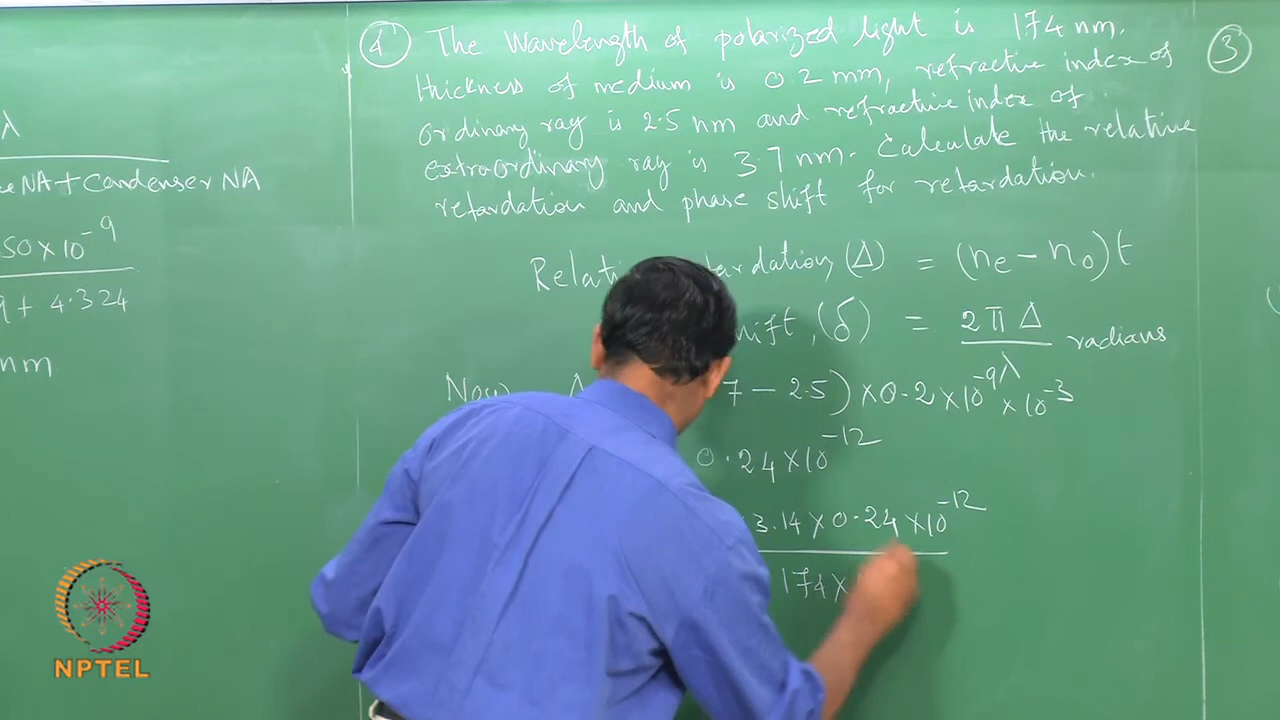 λ
NA + Condenser NA
50 × 10⁻⁹
9 + 4.324
nm
④ The Wavelength of polarized light is 174 nm.
thickness of medium is 0.2 mm, refractive index of
Ordinary ray is 2.5 nm and refractive index of
extraordinary ray is 3.7 nm. Calculate the relative
retardation and phase shift for retardation.
tardation, (Δ) = (ne − no)t
shift, (δ) = 2πΔ / λ radians
Now 7 − 2.5) × 0.2 × 10⁻⁹ × 10⁻³
0.24 × 10⁻¹²
3.14 × 0.24 × 10⁻¹²
174 ×
③
NPTEL